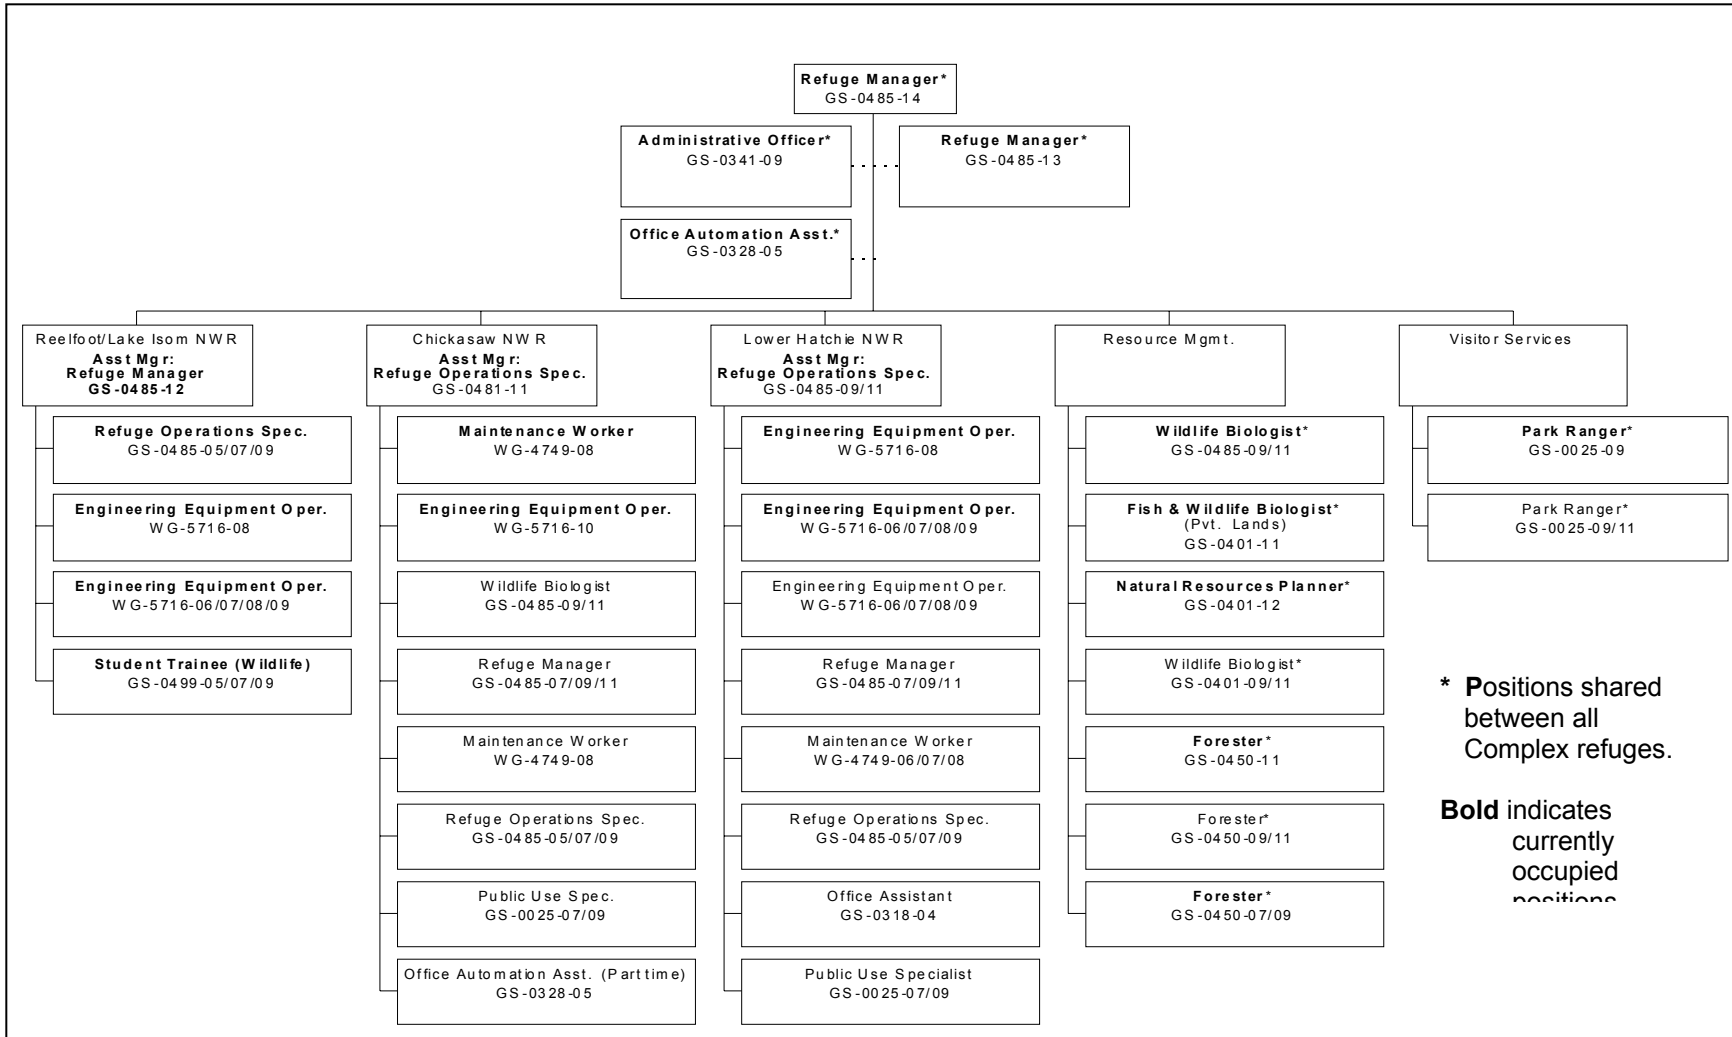 Refuge Manager*
GS-0485-14
Administrative Officer*
GS-0341-09
Refuge Manager*
GS-0485-13
Office Automation Asst.*
GS-0328-05
Reelfoot/Lake Isom NWR
Asst Mgr:
Refuge Manager
GS-0485-12
Refuge Operations Spec.
GS-0485-05/07/09
Engineering Equipment Oper.
WG-5716-08
Engineering Equipment Oper.
WG-5716-06/07/08/09
Student Trainee (Wildlife)
GS-0499-05/07/09
Chickasaw NWR
Asst Mgr:
Refuge Operations Spec.
GS-0481-11
Maintenance Worker
WG-4749-08
Engineering Equipment Oper.
WG-5716-10
Wildlife Biologist
GS-0485-09/11
Refuge Manager
GS-0485-07/09/11
Maintenance Worker
WG-4749-08
Refuge Operations Spec.
GS-0485-05/07/09
Public Use Spec.
GS-0025-07/09
Office Automation Asst. (Part time)
GS-0328-05
Lower Hatchie NWR
Asst Mgr:
Refuge Operations Spec.
GS-0485-09/11
Engineering Equipment Oper.
WG-5716-08
Engineering Equipment Oper.
WG-5716-06/07/08/09
Engineering Equipment Oper.
WG-5716-06/07/08/09
Refuge Manager
GS-0485-07/09/11
Maintenance Worker
WG-4749-06/07/08
Refuge Operations Spec.
GS-0485-05/07/09
Office Assistant
GS-0318-04
Public Use Specialist
GS-0025-07/09
Resource Mgmt.
Wildlife Biologist*
GS-0485-09/11
Fish & Wildlife Biologist*
(Pvt. Lands)
GS-0401-11
Natural Resources Planner*
GS-0401-12
Wildlife Biologist*
GS-0401-09/11
Forester*
GS-0450-11
Forester*
GS-0450-09/11
Forester*
GS-0450-07/09
Visitor Services
Park Ranger*
GS-0025-09
Park Ranger*
GS-0025-09/11
* Positions shared
between all
Complex refuges.
Bold indicates
currently
occupied
positions